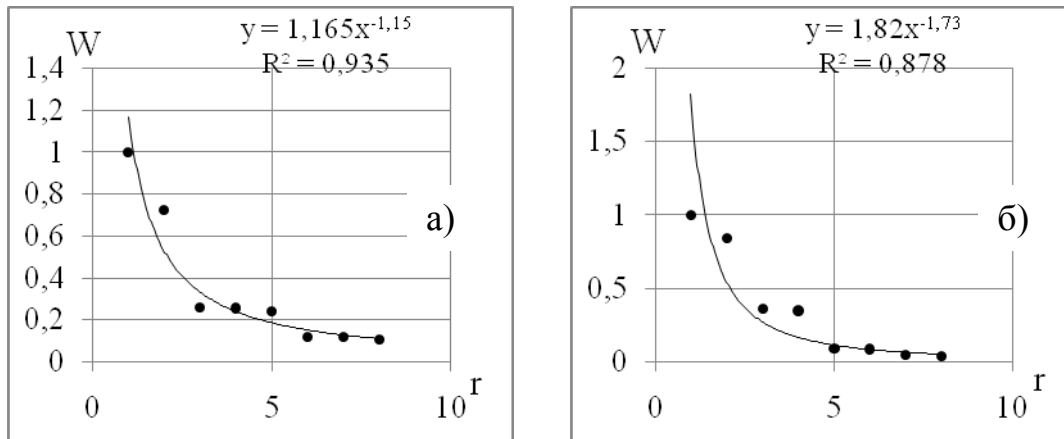 y = 1,165x^-1,15
R² = 0,935
W
1,4
1,2
1
0,8
0,6
0,4
0,2
0
0 5 10
r
а)
y = 1,82x^-1,73
R² = 0,878
W
2
1,5
1
0,5
0
0 5 10
r
б)